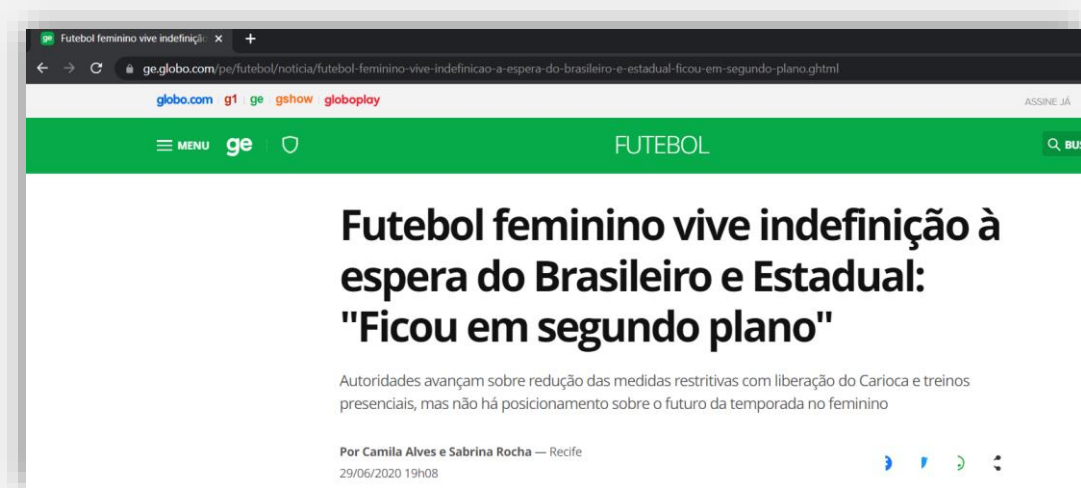 ge Futebol feminino vive indefiniçã
ge.globo.com/pe/futebol/noticia/futebol-feminino-vive-indefinicao-a-espera-do-brasileiro-e-estadual-ficou-em-segundo-plano.ghtml
globo.com g1 ge gshow globoplay ASSINE JÁ
MENU ge FUTEBOL BUS
Futebol feminino vive indefinição à
espera do Brasileiro e Estadual:
"Ficou em segundo plano"
Autoridades avançam sobre redução das medidas restritivas com liberação do Carioca e treinos
presenciais, mas não há posicionamento sobre o futuro da temporada no feminino
Por Camila Alves e Sabrina Rocha — Recife
29/06/2020 19h08